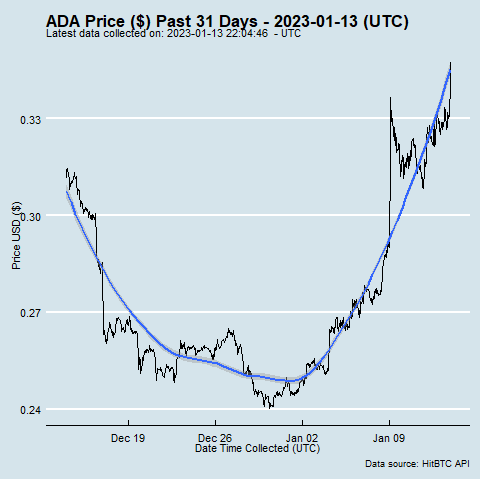 ADA Price ($) Past 31 Days - 2023-01-13 (UTC)
Latest data collected on: 2023-01-13 22:04:46 - UTC
0.33
0.30
0.27
0.24
Price USD ($)
Dec 19
Dec 26
Jan 02
Jan 09
Date Time Collected (UTC)
Data source: HitBTC API